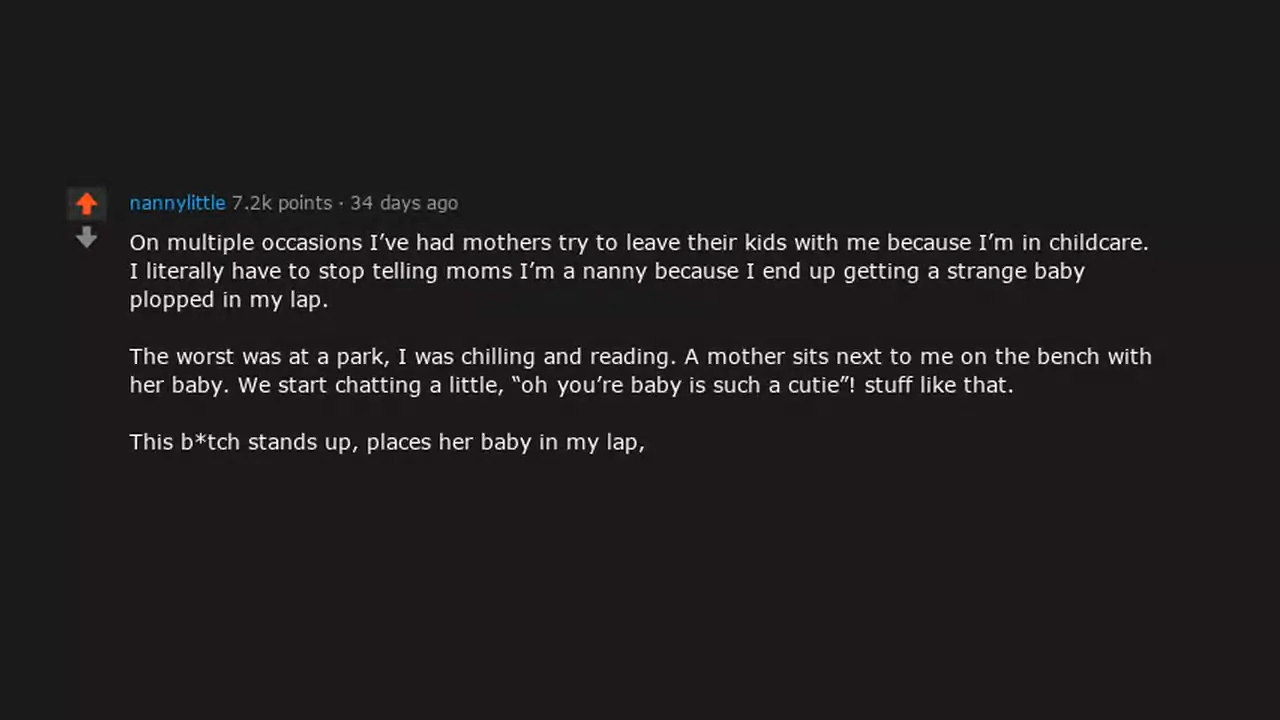 nannylittle 7.2k points · 34 days ago
On multiple occasions I’ve had mothers try to leave their kids with me because I’m in childcare.
I literally have to stop telling moms I’m a nanny because I end up getting a strange baby
plopped in my lap.
The worst was at a park, I was chilling and reading. A mother sits next to me on the bench with
her baby. We start chatting a little, “oh you’re baby is such a cutie”! stuff like that.
This b*tch stands up, places her baby in my lap,